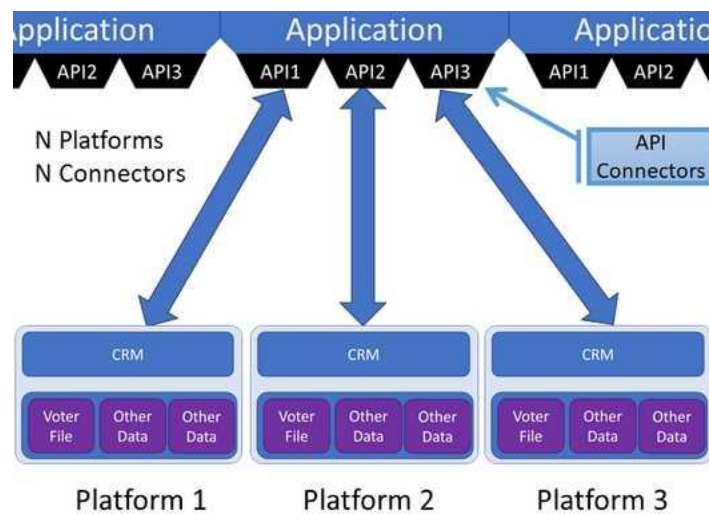 Application
Application
Applicatio
API2
API3
API1
API2
API3
API1
API2
N Platforms
N Connectors
API
Connectors
CRM
CRM
CRM
Voter
File
Other
Data
Other
Data
Voter
File
Other
Data
Other
Data
Voter
File
Other
Data
Other
Data
Platform 1
Platform 2
Platform 3